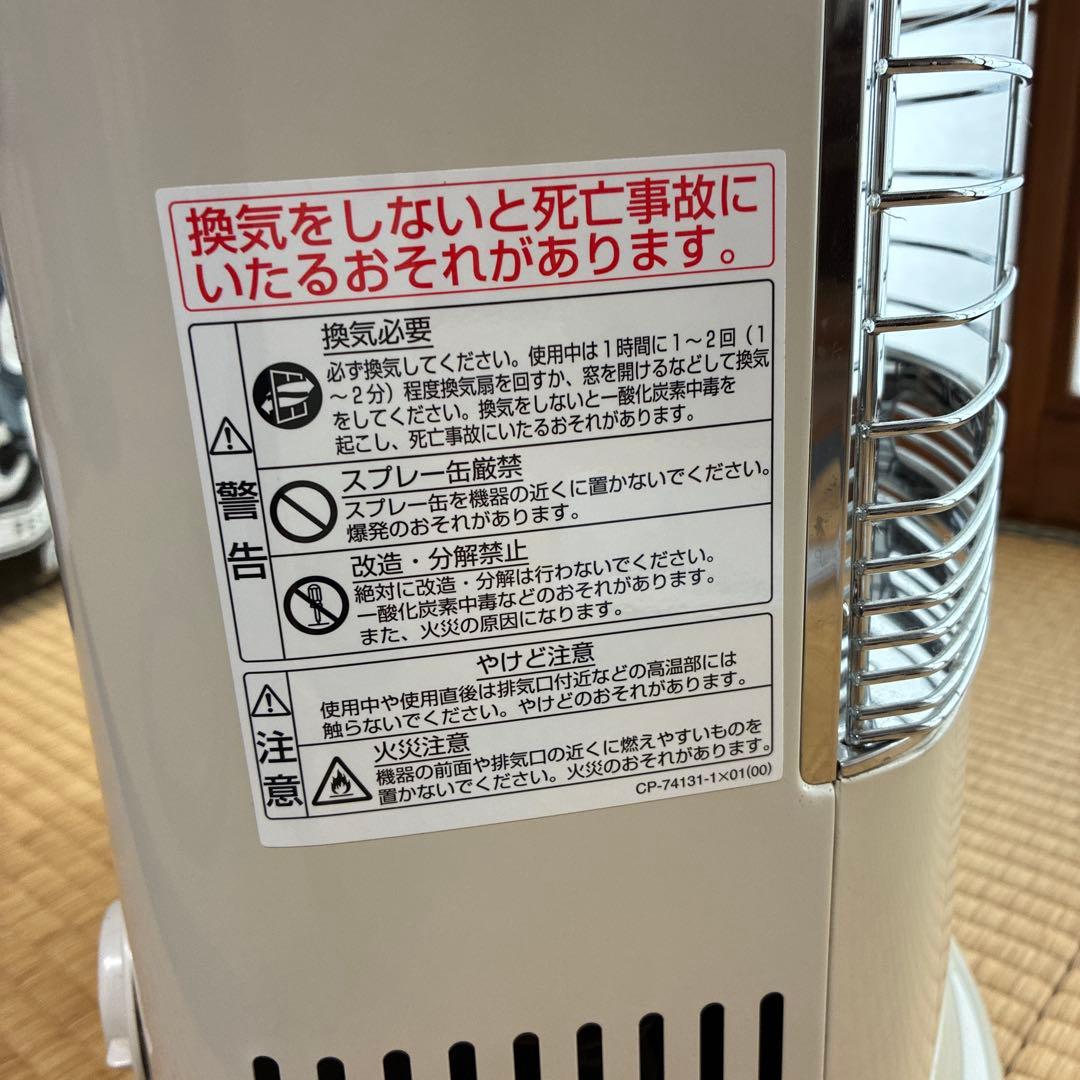 換気をしないと死亡事故に
いたるおそれがあります。
警告
換気必要
必ず換気してください。使用中は1時間に1～2回（1
～2分）程度換気扇を回すか、窓を開けるなどして換気
をしてください。換気をしないと一酸化炭素中毒を
起こし、死亡事故にいたるおそれがあります。
スプレー缶厳禁
スプレー缶を機器の近くに置かないでください。
爆発のおそれがあります。
改造・分解禁止
絶対に改造・分解は行わないでください。
一酸化炭素中毒などのおそれがあります。
また、火災の原因になります。
注意
やけど注意
使用中や使用直後は排気口付近などの高温部には
触らないでください。やけどのおそれがあります。
火災注意
機器の前面や排気口の近くに燃えやすいものを
置かないでください。火災のおそれがあります。
CP-74131-1×01(00)